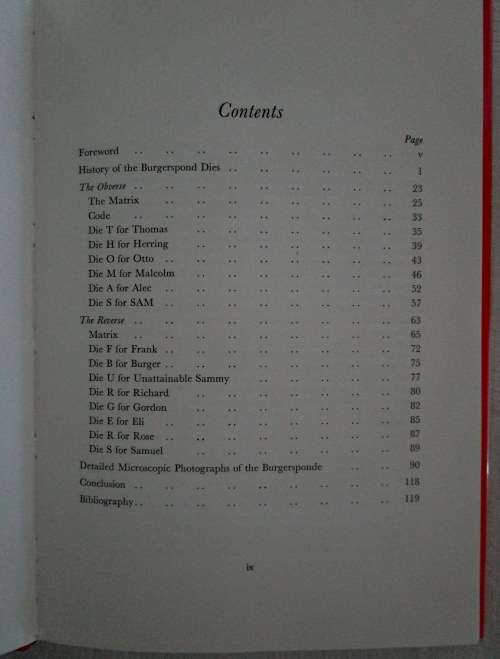 Contents
Page
Foreword .. .. .. .. .. .. .. .. .. v
History of the Burgerspond Dies .. .. .. .. .. .. 1
The Obverse .. .. .. .. .. .. .. .. .. 23
The Matrix .. .. .. .. .. .. .. .. 25
Code .. .. .. .. .. .. .. .. .. 33
Die T for Thomas .. .. .. .. .. .. .. 35
Die H for Herring .. .. .. .. .. .. .. 39
Die O for Otto .. .. .. .. .. .. .. .. 43
Die M for Malcolm .. .. .. .. .. .. .. 46
Die A for Alec .. .. .. .. .. .. .. .. 52
Die S for SAM .. .. .. .. .. .. .. .. 57
The Reverse .. .. .. .. .. .. .. .. .. 63
Matrix .. .. .. .. .. .. .. .. 65
Die F for Frank .. .. .. .. .. .. .. .. 72
Die B for Burger .. .. .. .. .. .. .. .. 75
Die U for Unattainable Sammy .. .. .. .. .. 77
Die R for Richard .. .. .. .. .. .. .. 80
Die G for Gordon .. .. .. .. .. .. .. 82
Die E for Eli .. .. .. .. .. .. .. .. 85
Die R for Rose .. .. .. .. .. .. .. .. 87
Die S for Samuel .. .. .. .. .. .. .. 89
Detailed Microscopic Photographs of the Burgersponde .. .. 90
Conclusion .. .. .. .. .. .. .. .. .. 118
Bibliography .. .. .. .. .. .. .. .. .. 119
ix